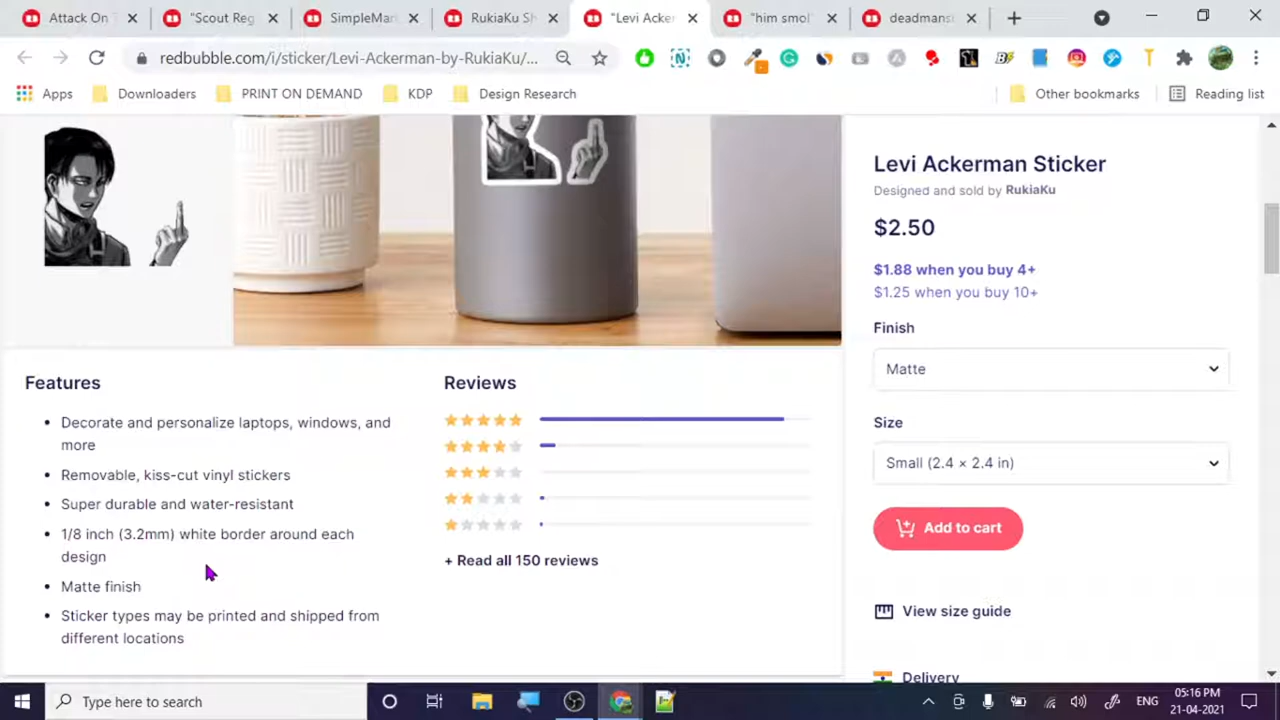 Attack On T
"Scout Reg
SimpleMar
RukiaKu Sh
"Levi Acker
"him smol"
deadmansi
redbubble.com/i/sticker/Levi-Ackerman-by-RukiaKu/...
Apps
Downloaders
PRINT ON DEMAND
KDP
Design Research
Other bookmarks
Reading list
Levi Ackerman Sticker
Designed and sold by RukiaKu
$2.50
$1.88 when you buy 4+
$1.25 when you buy 10+
Finish
Matte
Size
Small (2.4 × 2.4 in)
Add to cart
View size guide
Delivery
Features
Decorate and personalize laptops, windows, and
more
Removable, kiss-cut vinyl stickers
Super durable and water-resistant
1/8 inch (3.2mm) white border around each
design
Matte finish
Sticker types may be printed and shipped from
different locations
Reviews
+ Read all 150 reviews
Type here to search
ENG
05:16 PM
21-04-2021